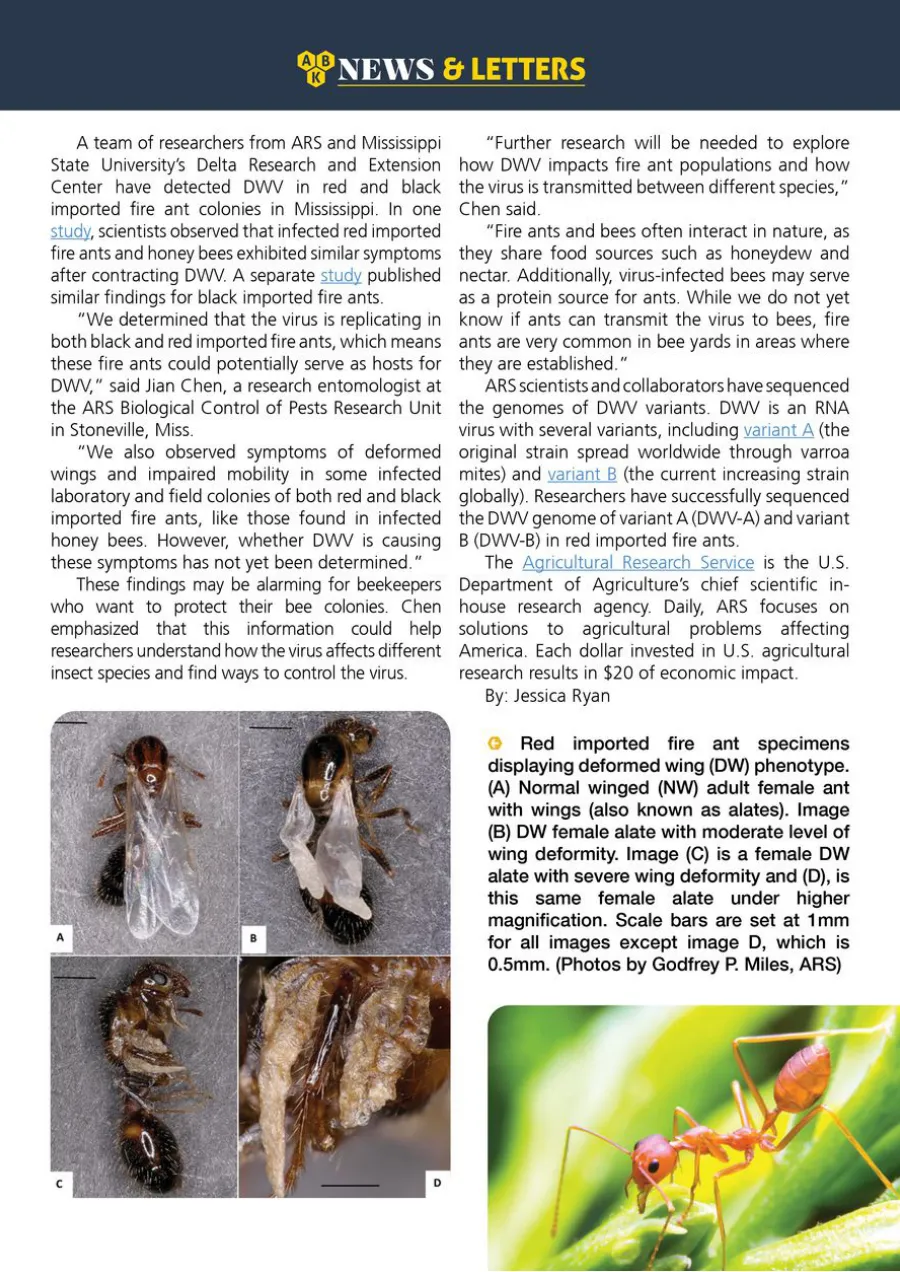 A B
K
NEWS & LETTERS
A team of researchers from ARS and Mississippi
State University’s Delta Research and Extension
Center have detected DWV in red and black
imported fire ant colonies in Mississippi. In one
study, scientists observed that infected red imported
fire ants and honey bees exhibited similar symptoms
after contracting DWV. A separate study published
similar findings for black imported fire ants.
“We determined that the virus is replicating in
both black and red imported fire ants, which means
these fire ants could potentially serve as hosts for
DWV,” said Jian Chen, a research entomologist at
the ARS Biological Control of Pests Research Unit
in Stoneville, Miss.
“We also observed symptoms of deformed
wings and impaired mobility in some infected
laboratory and field colonies of both red and black
imported fire ants, like those found in infected
honey bees. However, whether DWV is causing
these symptoms has not yet been determined.”
These findings may be alarming for beekeepers
who want to protect their bee colonies. Chen
emphasized that this information could help
researchers understand how the virus affects different
insect species and find ways to control the virus.
“Further research will be needed to explore
how DWV impacts fire ant populations and how
the virus is transmitted between different species,”
Chen said.
“Fire ants and bees often interact in nature, as
they share food sources such as honeydew and
nectar. Additionally, virus-infected bees may serve
as a protein source for ants. While we do not yet
know if ants can transmit the virus to bees, fire
ants are very common in bee yards in areas where
they are established.”
ARS scientists and collaborators have sequenced
the genomes of DWV variants. DWV is an RNA
virus with several variants, including variant A (the
original strain spread worldwide through varroa
mites) and variant B (the current increasing strain
globally). Researchers have successfully sequenced
the DWV genome of variant A (DWV-A) and variant
B (DWV-B) in red imported fire ants.
The Agricultural Research Service is the U.S.
Department of Agriculture’s chief scientific in-
house research agency. Daily, ARS focuses on
solutions to agricultural problems affecting
America. Each dollar invested in U.S. agricultural
research results in $20 of economic impact.
By: Jessica Ryan
Red imported fire ant specimens
displaying deformed wing (DW) phenotype.
(A) Normal winged (NW) adult female ant
with wings (also known as alates). Image
(B) DW female alate with moderate level of
wing deformity. Image (C) is a female DW
alate with severe wing deformity and (D), is
this same female alate under higher
magnification. Scale bars are set at 1mm
for all images except image D, which is
0.5mm. (Photos by Godfrey P. Miles, ARS)
A
B
C
D